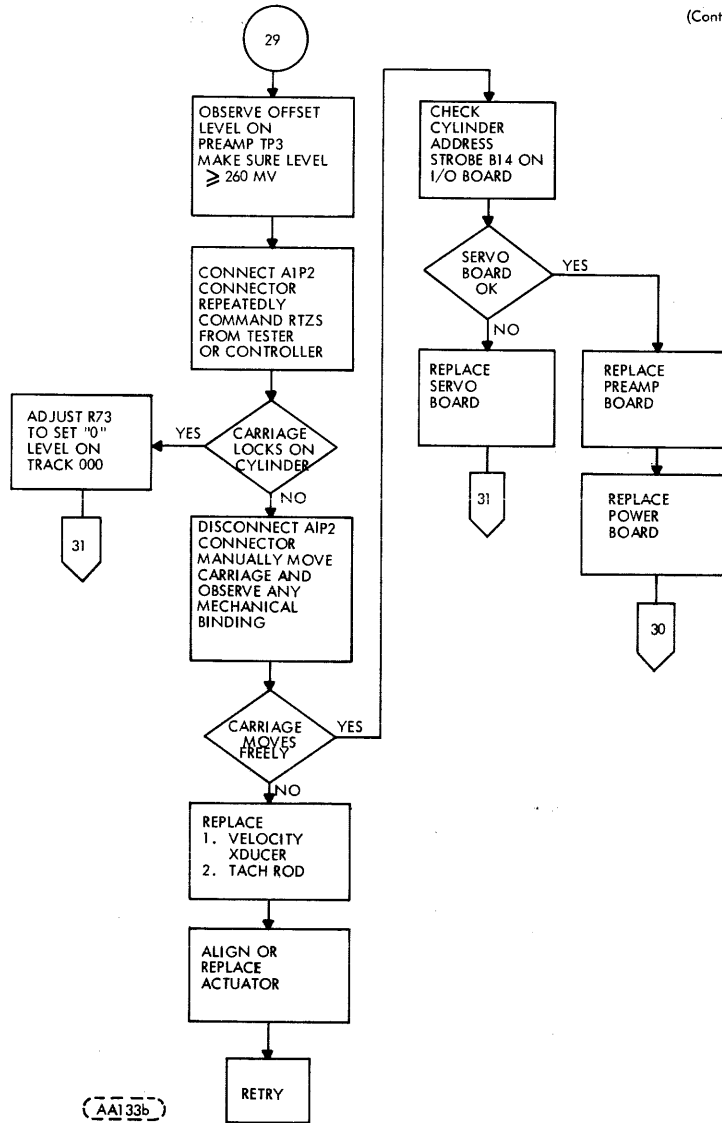 (Cont
29
OBSERVE OFFSET
LEVEL ON
PREAMP TP3
MAKE SURE LEVEL
≥ 260 MV
CONNECT A1P2
CONNECTOR
REPEATEDLY
COMMAND RTZS
FROM TESTER
OR CONTROLLER
CARRIAGE
LOCKS ON
CYLINDER
YES
ADJUST R73
TO SET "0"
LEVEL ON
TRACK 000
31
NO
DISCONNECT A1P2
CONNECTOR
MANUALLY MOVE
CARRIAGE AND
OBSERVE ANY
MECHANICAL
BINDING
CARRIAGE
MOVES
FREELY
YES
NO
REPLACE
1. VELOCITY
XDUCER
2. TACH ROD
ALIGN OR
REPLACE
ACTUATOR
RETRY
CHECK
CYLINDER
ADDRESS
STROBE B14 ON
I/O BOARD
SERVO
BOARD
OK
YES
NO
REPLACE
SERVO
BOARD
31
REPLACE
PREAMP
BOARD
REPLACE
POWER
BOARD
30
AA133b